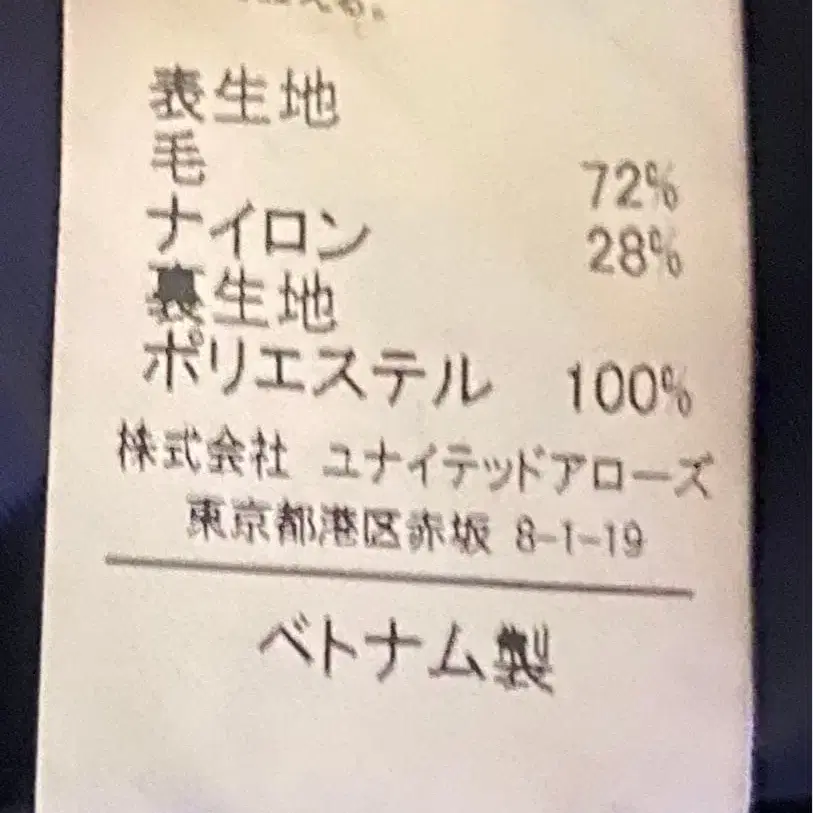 表生地
毛 72%
ナイロン 28%
裏生地
ポリエステル 100%
株式会社 ユナイテッドアローズ
東京都港区赤坂 8-1-19
ベトナム製